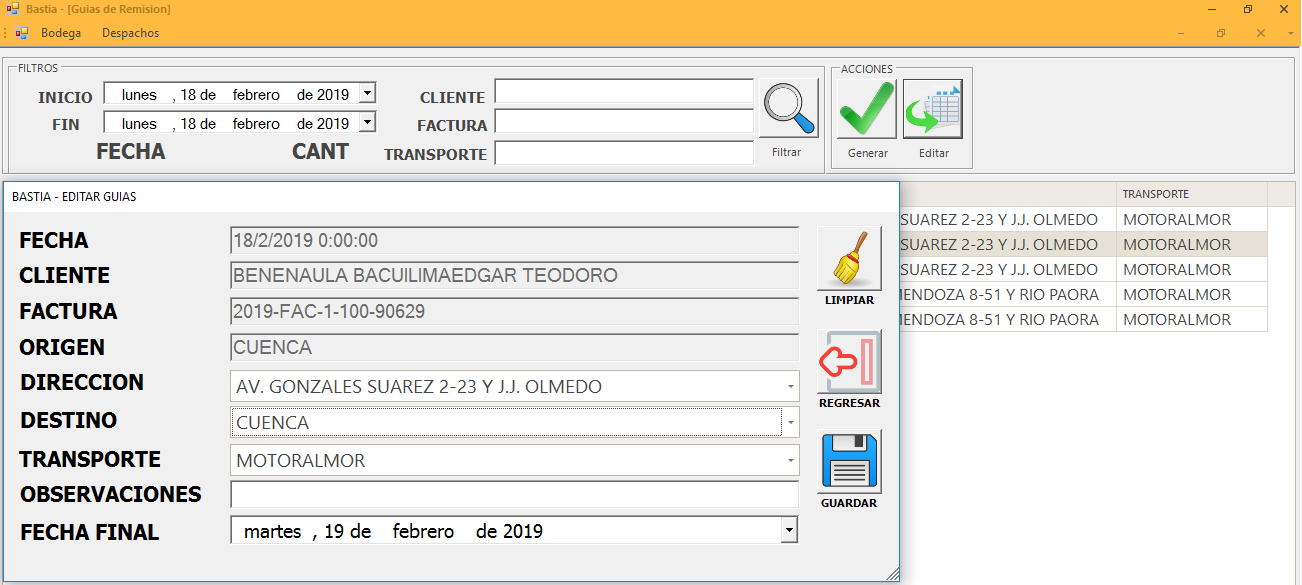 Bastia - [Guias de Remision]
Bodega Despachos
FILTROS
INICIO lunes , 18 de febrero de 2019
FIN lunes , 18 de febrero de 2019
FECHA CANT
CLIENTE
FACTURA
TRANSPORTE
Filtrar
ACCIONES
Generar Editar
BASTIA - EDITAR GUIAS
FECHA 18/2/2019 0:00:00
CLIENTE BENENAULA BACUILIMAEDGAR TEODORO
FACTURA 2019-FAC-1-100-90629
ORIGEN CUENCA
DIRECCION AV. GONZALES SUAREZ 2-23 Y J.J. OLMEDO
DESTINO CUENCA
TRANSPORTE MOTORALMOR
OBSERVACIONES
FECHA FINAL martes , 19 de febrero de 2019
LIMPIAR
REGRESAR
GUARDAR
TRANSPORTE
SUAREZ 2-23 Y J.J. OLMEDO MOTORALMOR
SUAREZ 2-23 Y J.J. OLMEDO MOTORALMOR
SUAREZ 2-23 Y J.J. OLMEDO MOTORALMOR
MENDOZA 8-51 Y RIO PAORA MOTORALMOR
MENDOZA 8-51 Y RIO PAORA MOTORALMOR